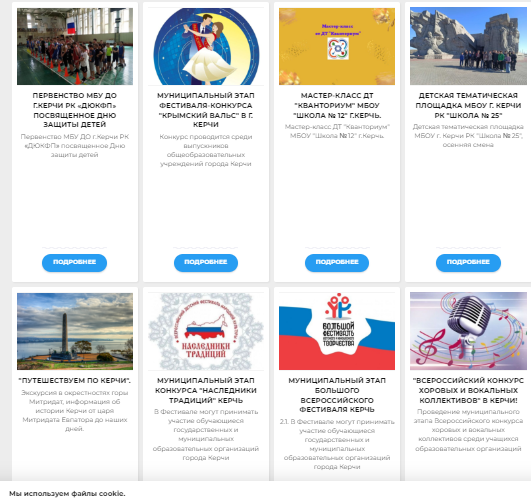 Мастер-класс
от ДТ "Кванториум"
НАСЛЕДНИКИ
ТРАДИЦИЙ
БОЛЬШОЙ
ФЕСТИВАЛЬ
ТВОРЧЕСТВА
ПЕРВЕНСТВО МБУ ДО
Г.КЕРЧИ РК «ДЮКФП»
ПОСВЯЩЕННОЕ ДНЮ
ЗАЩИТЫ ДЕТЕЙ
Первенство МБУ ДО г.Керчи РК
«ДЮКФП» посвященное Дню
защиты детей
ПОДРОБНЕЕ
МУНИЦИПАЛЬНЫЙ ЭТАП
ФЕСТИВАЛЯ-КОНКУРСА
"КРЫМСКИЙ ВАЛЬС" В Г.
КЕРЧИ
Конкурс проводится среди
выпускников
общеобразовательных
учреждений города Керчи
ПОДРОБНЕЕ
МАСТЕР-КЛАСС ДТ
"КВАНТОРИУМ" МБОУ
"ШКОЛА № 12" Г.КЕРЧЬ.
Мастер-класс ДТ "Кванториум"
МБОУ "Школа №12" г.Керчь.
ПОДРОБНЕЕ
ДЕТСКАЯ ТЕМАТИЧЕСКАЯ
ПЛОЩАДКА МБОУ Г. КЕРЧИ
РК "ШКОЛА № 25"
Детская тематическая площадка
МБОУ г. Керчи РК "Школа № 25",
осенняя смена
ПОДРОБНЕЕ
"ПУТЕШЕСТВУЕМ ПО КЕРЧИ".
Экскурсия в окрестностях горы
Митридат, информация об
истории Керчи от царя
Митридата Евпатора до наших
дней.
МУНИЦИПАЛЬНЫЙ ЭТАП
КОНКУРСА "НАСЛЕДНИКИ
ТРАДИЦИЙ" КЕРЧЬ
В Фестивале могут принимать
участие обучающиеся
государственных и
муниципальных
образовательных организаций
города Керчи
МУНИЦИПАЛЬНЫЙ ЭТАП
БОЛЬШОГО
ВСЕРОССИЙСКОГО
ФЕСТИВАЛЯ КЕРЧЬ
2.1. В Фестивале могут принимать
участие обучающиеся
государственных и
муниципальных
образовательных организаций
города Керчи
"ВСЕРОССИЙСКИЙ КОНКУРС
ХОРОВЫХ И ВОКАЛЬНЫХ
КОЛЛЕКТИВОВ" В КЕРЧИ!
Проведение муниципального
этапа Всероссийского конкурса
хоровых и вокальных
коллективов среди учащихся
образовательных организаций
Мы используем файлы cookie.